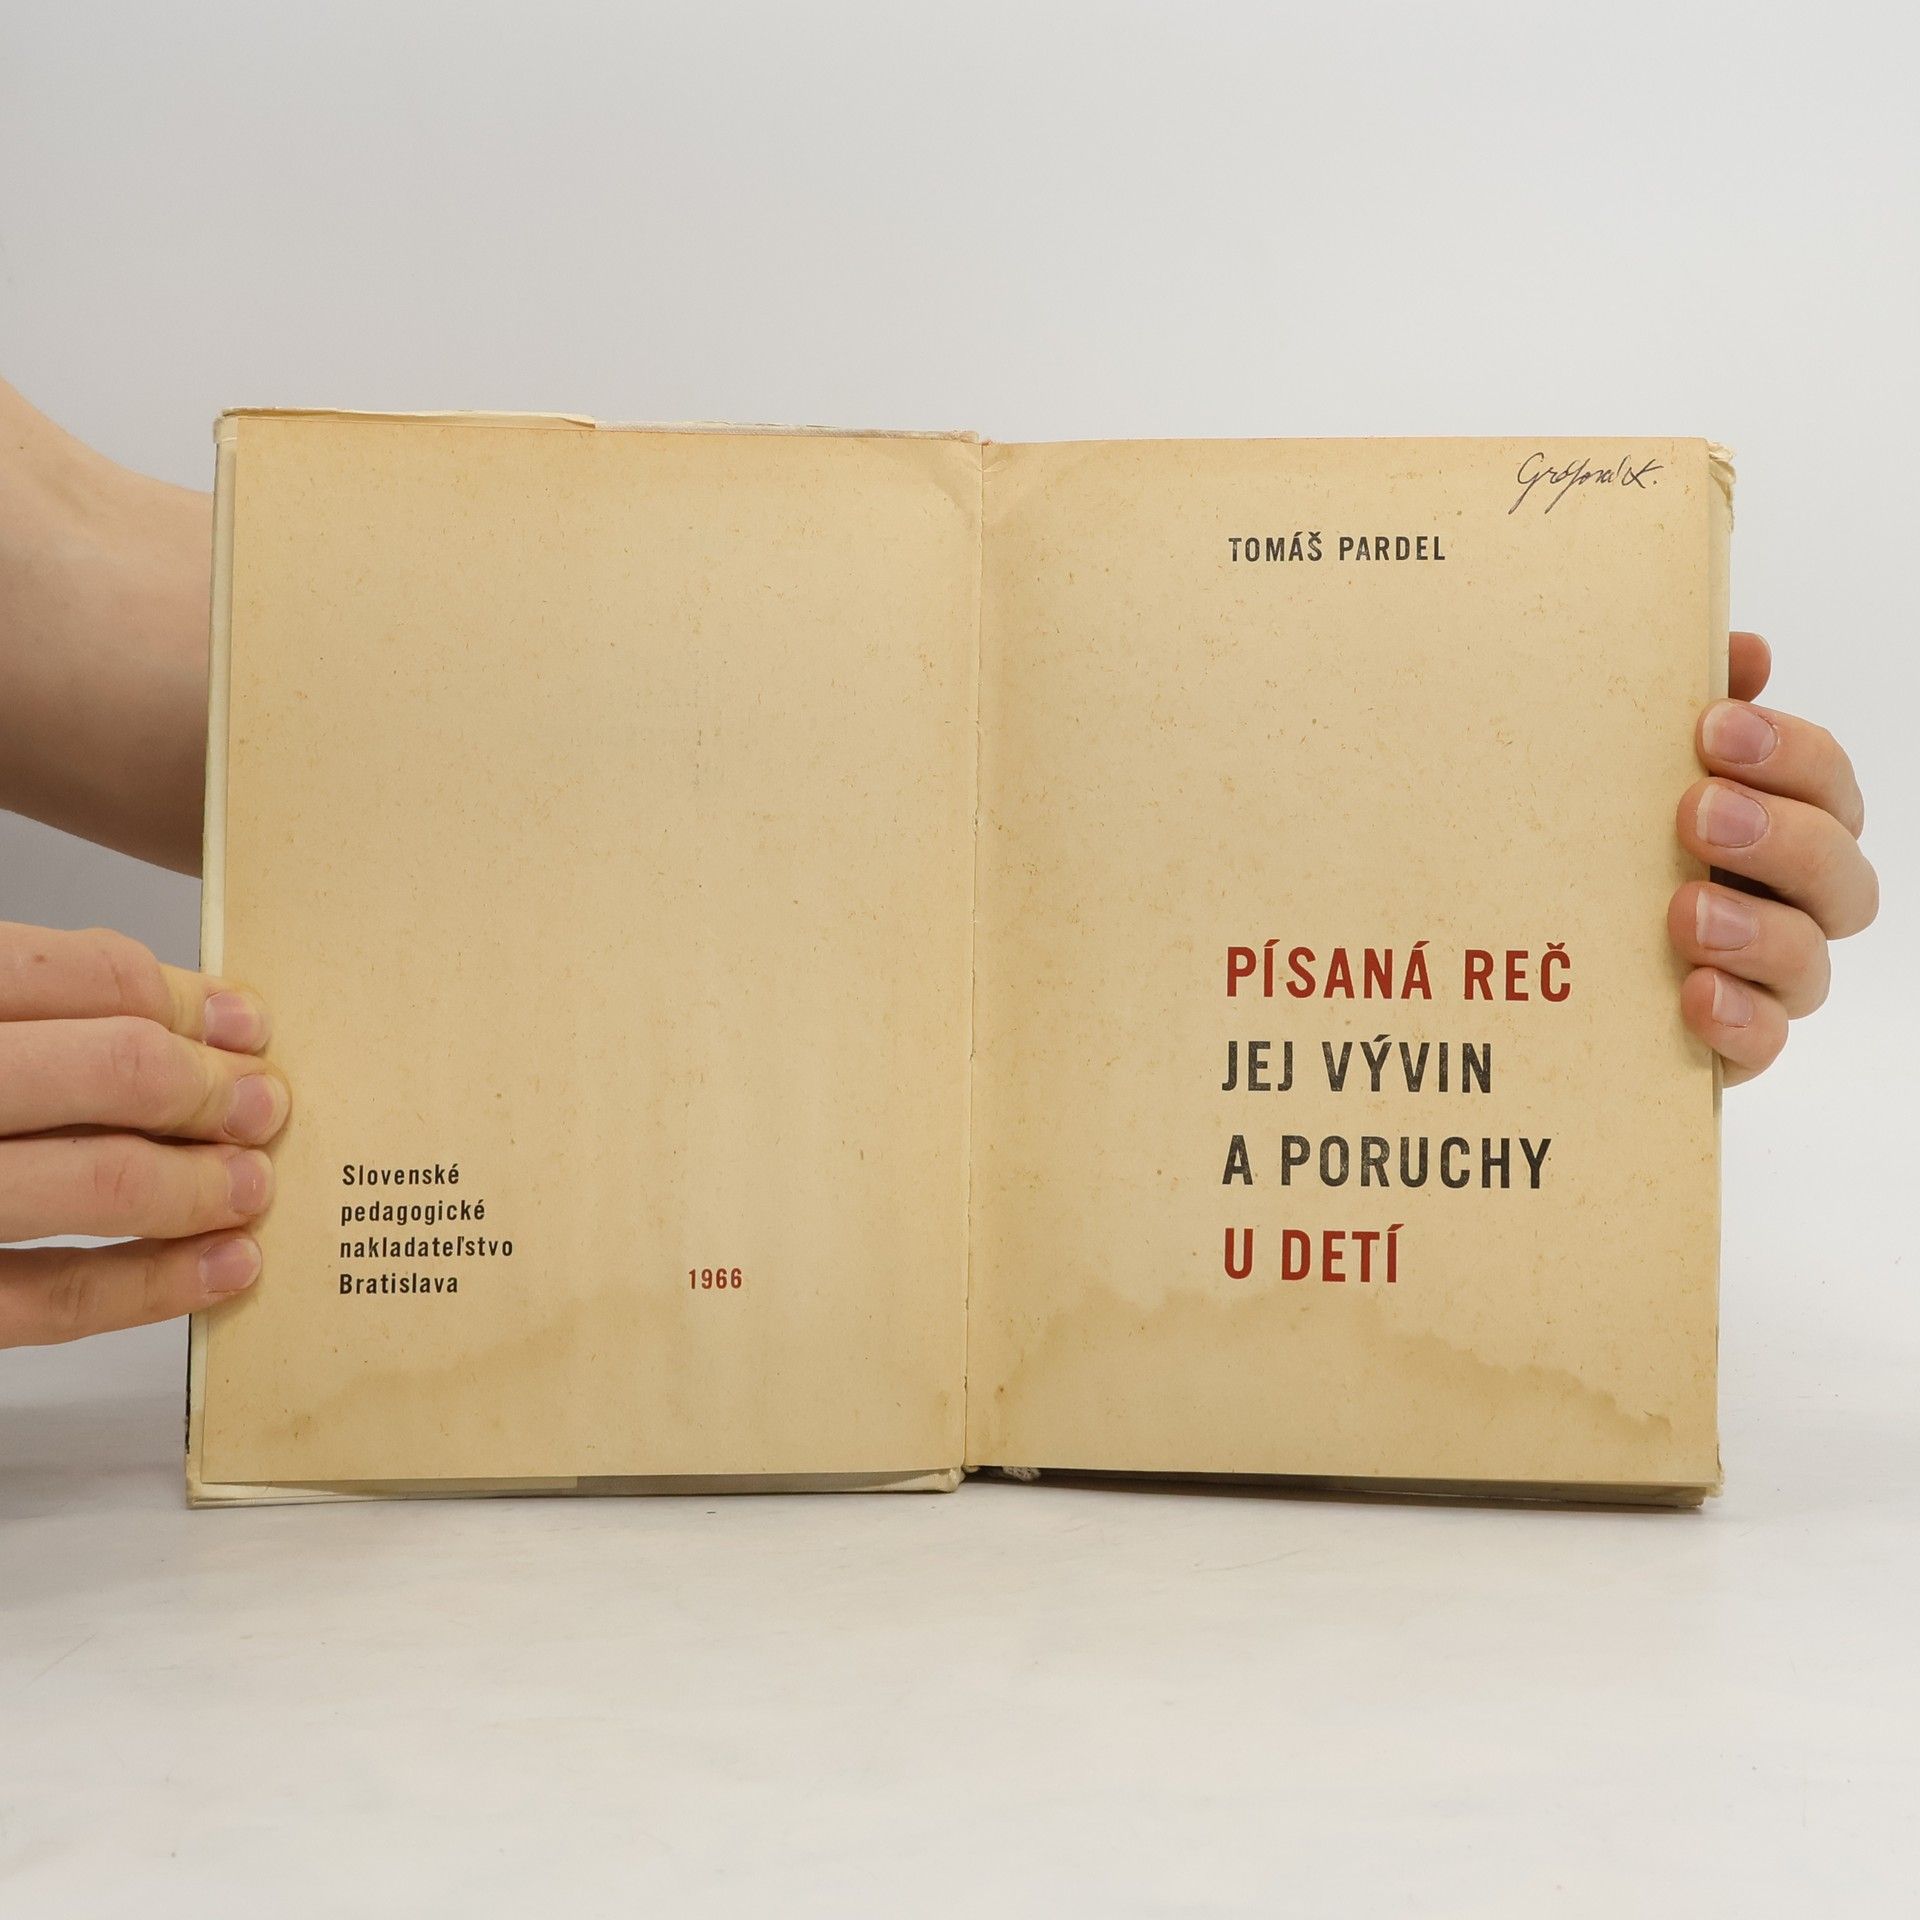 Slovenské
pedagogické
nakladateľstvo
Bratislava
1966
TOMÁŠ PARDEL
PÍSANÁ REČ
JEJ VÝVIN
A PORUCHY
U DETÍ